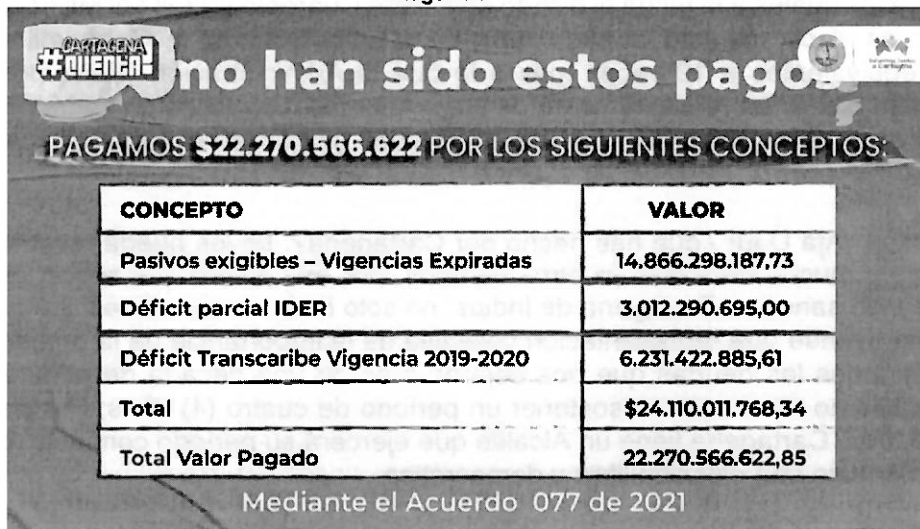 CARTAGENA
#CUENTA!
mo han sido estos pagos
PAGAMOS $22.270.566.622 POR LOS SIGUIENTES CONCEPTOS:
CONCEPTO VALOR
Pasivos exigibles – Vigencias Expiradas 14.866.298.187,73
Déficit parcial IDER 3.012.290.695,00
Déficit Transcaribe Vigencia 2019-2020 6.231.422.885,61
Total $24.110.011.768,34
Total Valor Pagado 22.270.566.622,85
Mediante el Acuerdo 077 de 2021